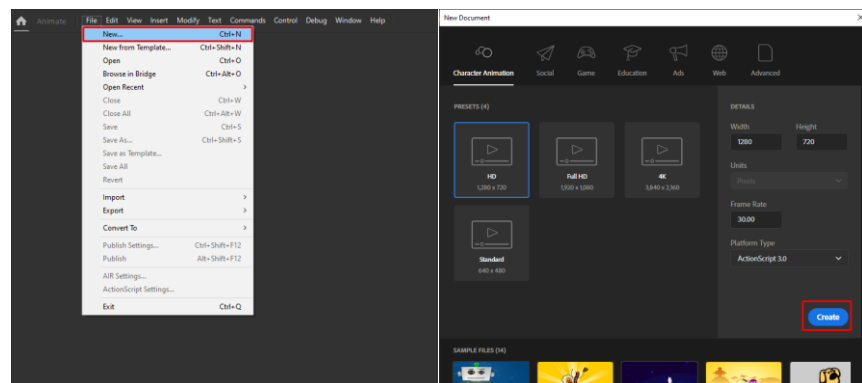 Animate File Edit View Insert Modify Text Commands Control Debug Window Help
New... Ctrl+N
New from Template... Ctrl+Shift+N
Open Ctrl+O
Browse in Bridge Ctrl+Alt+O
Open Recent >
Close Ctrl+W
Close All Ctrl+Alt+W
Save Ctrl+S
Save As... Ctrl+Shift+S
Save as Template...
Save All
Revert
Import >
Export >
Convert To >
Publish Settings... Ctrl+Shift+F12
Publish Alt+Shift+F12
AIR Settings...
ActionScript Settings...
Exit Ctrl+Q
New Document
Character Animation Social Game Education Ads Web Advanced
PRESETS (4)
HD
1,280 x 720
Full HD
1,920 x 1,080
4K
3,840 x 2,160
Standard
640 x 480
DETAILS
Width Height
1280 720
Units
Pixels
Frame Rate
30.00
Platform Type
ActionScript 3.0
Create
SAMPLE FILES (14)